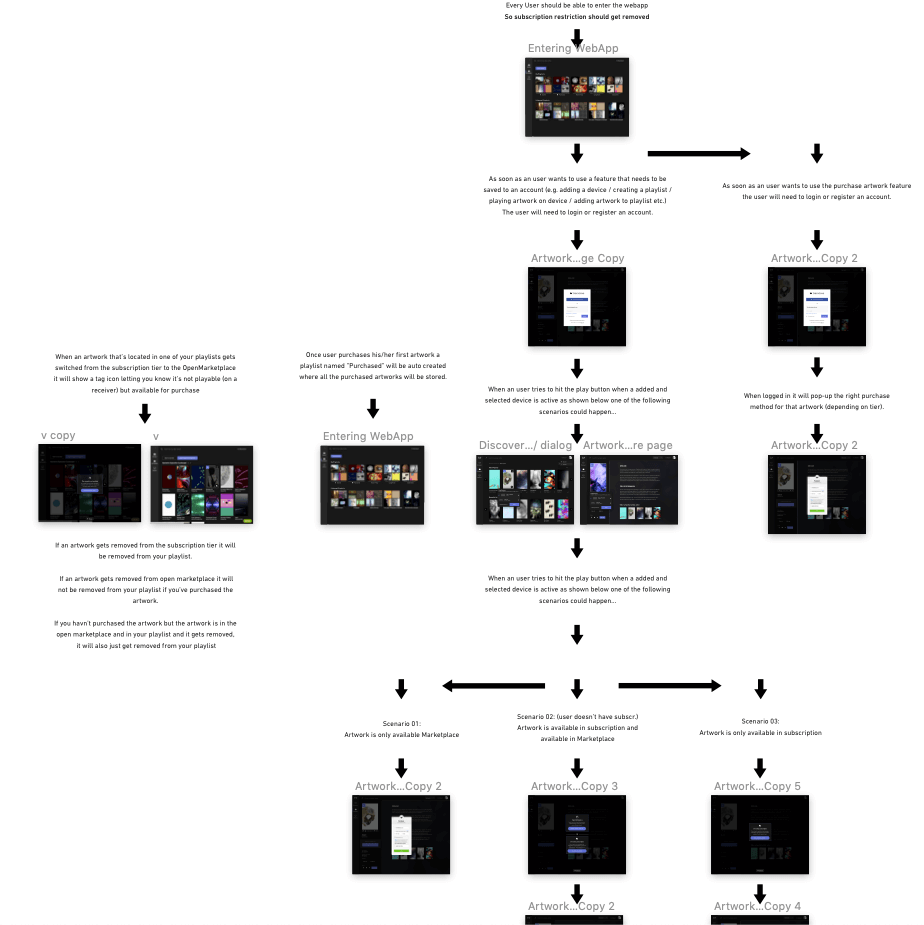 Every User should be able to enter the webapp
So subscription restriction should get removed
Entering WebApp
As soon as an user wants to use a feature that needs to be
saved to an account (e.g. adding a device / creating a playlist /
playing artwork on device / adding artwork to playlist etc.)
The user will need to login or register an account.
As soon as an user wants to use the purchase artwork feature
the user will need to login or register an account.
Artwork...ge Copy
Artwork...Copy 2
When an artwork that's located in one of your playlists gets
switched from the subscription tier to the OpenMarketplace
it will show a tag icon letting you know it's not playable (on a
receiver) but available for purchase
Once user purchases his/her first artwork a
playlist named "Purchased" will be auto created
where all the purchased artworks will be stored.
When an user tries to hit the play button when a added and
selected device is active as shown below one of the following
scenarios could happen...
When logged in it will pop-up the right purchase
method for that artwork (depending on tier).
v copy
v
Entering WebApp
Discover.../ dialog
Artwork...re page
Artwork...Copy 2
If an artwork gets removed from the subscription tier it will
be removed from your playlist.
If an artwork gets removed from open marketplace it will
not be removed from your playlist if you've purchased the
artwork.
If you havn't purchased the artwork but the artwork is in the
open marketplace and in your playlist and it gets removed,
it will also just get removed from your playlist
When an user tries to hit the play button when a added and
selected device is active as shown below one of the following
scenarios could happen...
Scenario 01:
Artwork is only available Marketplace
Scenario 02: (user doesn't have subscr.)
Artwork is available in subscription and
available in Marketplace
Scenario 03:
Artwork is only available in subscription
Artwork...Copy 2
Artwork...Copy 3
Artwork...Copy 5
Artwork...Copy 2
Artwork...Copy 4